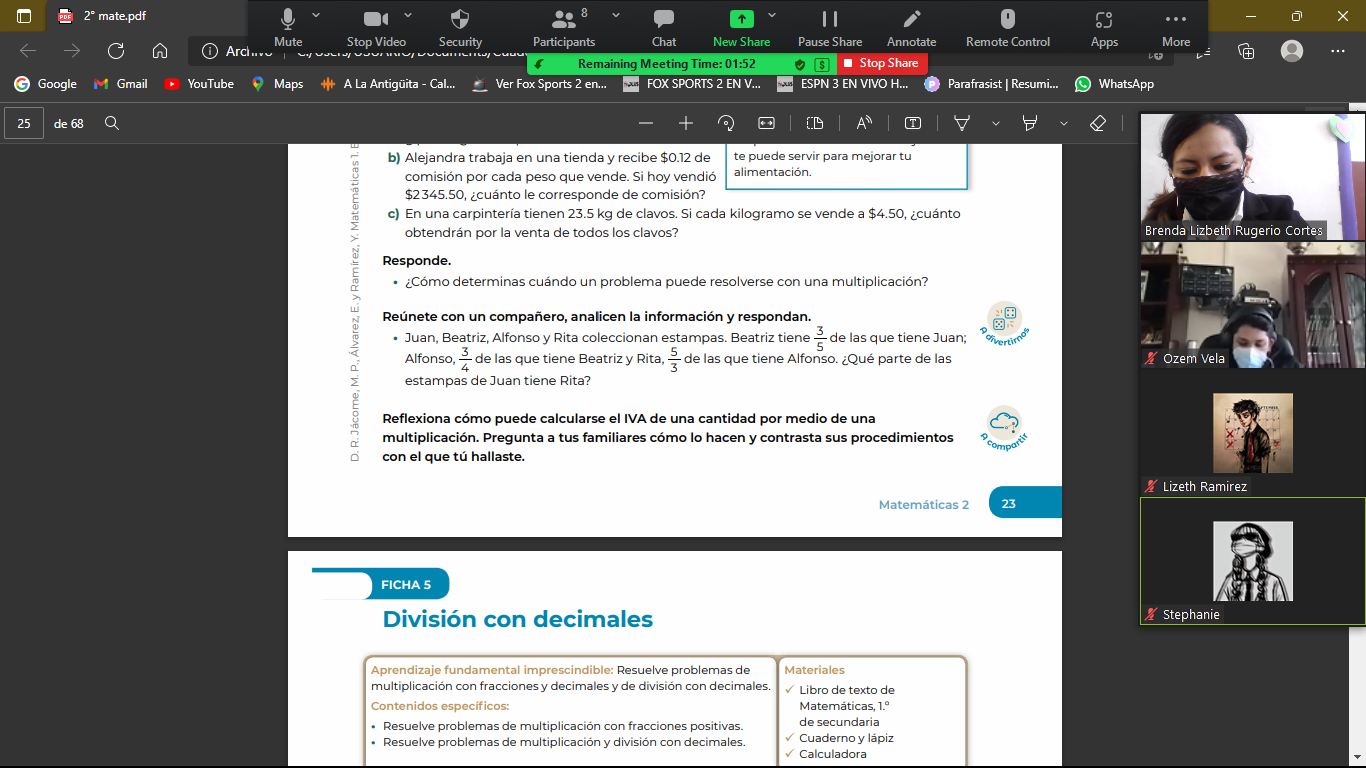 2° mate.pdf
Mute
Stop Video
Security
8
Participants
Chat
New Share
Pause Share
Annotate
Remote Control
Apps
More
Archivo
Remaining Meeting Time: 01:52
Stop Share
Google
Gmail
YouTube
Maps
A La Antigüita - Cal...
Ver Fox Sports 2 en...
FOX SPORTS 2 EN V...
ESPN 3 EN VIVO H...
Parafrasist | Resumi...
WhatsApp
25 de 68
te puede servir para mejorar tu
alimentación.
b) Alejandra trabaja en una tienda y recibe $0.12 de
comisión por cada peso que vende. Si hoy vendió
$2345.50, ¿cuánto le corresponde de comisión?
c) En una carpintería tienen 23.5 kg de clavos. Si cada kilogramo se vende a $4.50, ¿cuánto
obtendrán por la venta de todos los clavos?
Responde.
• ¿Cómo determinas cuándo un problema puede resolverse con una multiplicación?
Reúnete con un compañero, analicen la información y respondan.
• Juan, Beatriz, Alfonso y Rita coleccionan estampas. Beatriz tiene 3/5 de las que tiene Juan;
Alfonso, 3/4 de las que tiene Beatriz y Rita, 5/3 de las que tiene Alfonso. ¿Qué parte de las
estampas de Juan tiene Rita?
A divertirnos
Reflexiona cómo puede calcularse el IVA de una cantidad por medio de una
multiplicación. Pregunta a tus familiares cómo lo hacen y contrasta sus procedimientos
con el que tú hallaste.
A compartir
D. R. Jácome, M. P., Álvarez, E. y Ramírez, Y. Matemáticas 1.
Matemáticas 2 23
FICHA 5
División con decimales
Aprendizaje fundamental imprescindible: Resuelve problemas de
multiplicación con fracciones y decimales y de división con decimales.
Contenidos específicos:
• Resuelve problemas de multiplicación con fracciones positivas.
• Resuelve problemas de multiplicación y división con decimales.
Materiales
✓ Libro de texto de
Matemáticas, 1.º
de secundaria
✓ Cuaderno y lápiz
✓ Calculadora
Brenda Lizbeth Rugerio Cortes
Ozem Vela
Lizeth Ramirez
Stephanie